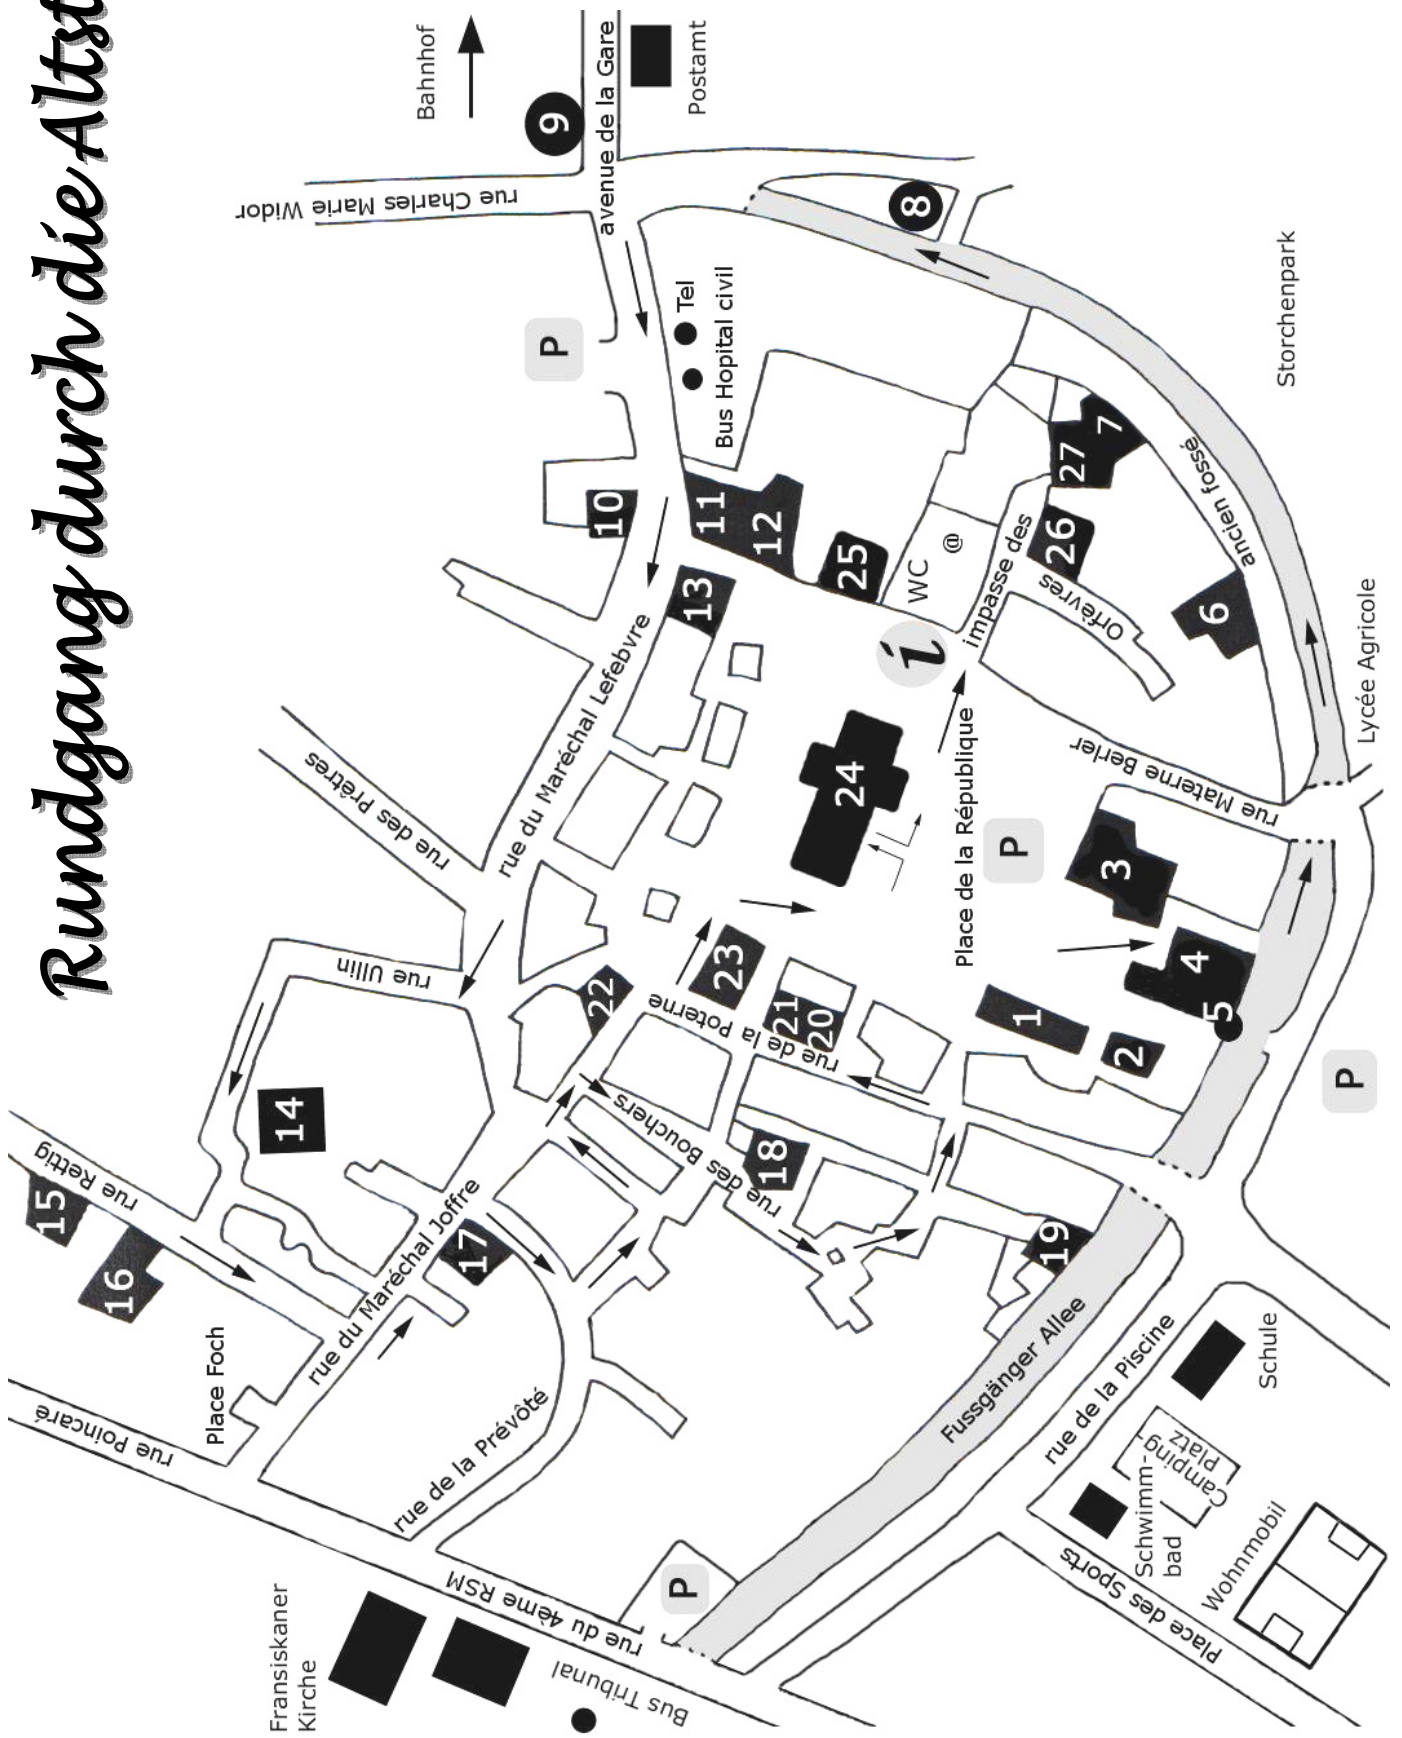 Rundgang durch die Altst
Bahnhof
9
avenue de la Gare
Postamt
rue Charles Marie Widor
8
P
Tel
Bus Hopital civil
Storchenpark
10
11
12
13
25
WC
@
i
impasse des
Orfèvres
26
27
7
6
ancien fossé
Lycée Agricole
rue du Maréchal Lefebvre
rue des Prêtres
24
Place de la République
P
rue Materne Berler
3
4
5
1
2
P
rue Ullin
22
23
21
20
rue de la Poterne
14
rue Rettig
15
16
rue du Maréchal Joffre
17
rue des Bouchers
18
19
Place Foch
rue Poincaré
rue de la Prévôté
Fussgänger Allee
rue de la Piscine
Schule
Camping-
Platz
Schwimm-
bad
Wohnmobil
Place des Sports
P
rue du 4ème RSM
Bus Tribunal
Fransiskaner
Kirche